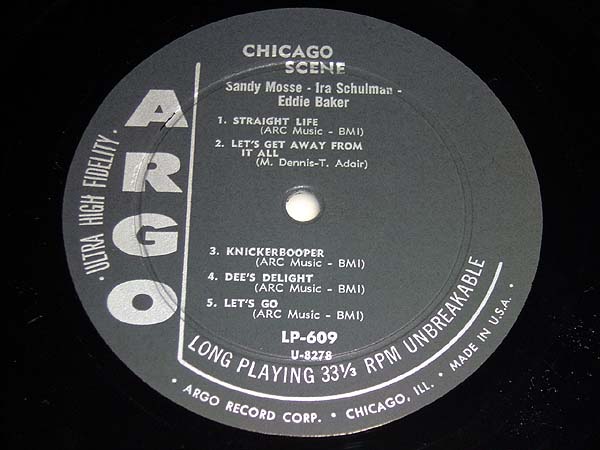 CHICAGO
SCENE
Sandy Mosse - Ira Schulman -
Eddie Baker
1. STRAIGHT LIFE
(ARC Music - BMI)
2. LET'S GET AWAY FROM
IT ALL
(M. Dennis-T. Adair)
3. KNICKERBOOPER
(ARC Music - BMI)
4. DEE'S DELIGHT
(ARC Music - BMI)
5. LET'S GO
(ARC Music - BMI)
LP-609
U-8278
ARGO
• ULTRA HIGH FIDELITY •
LONG PLAYING 33⅓ RPM UNBREAKABLE
• ARGO RECORD CORP. • CHICAGO, ILL. • MADE IN U.S.A. •